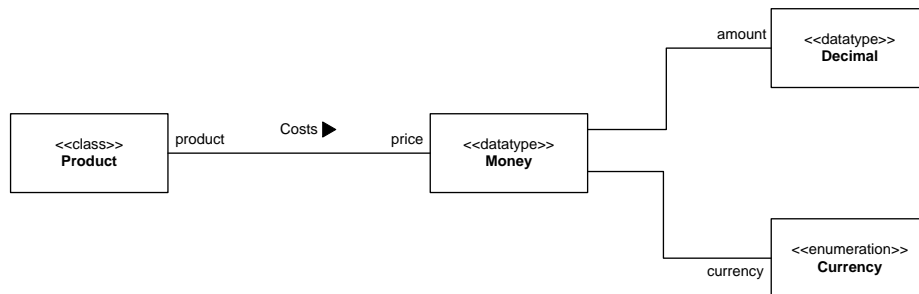 amount
<<datatype>>
Decimal
<<class>>
Product
product
Costs
price
<<datatype>>
Money
<<enumeration>>
Currency
currency